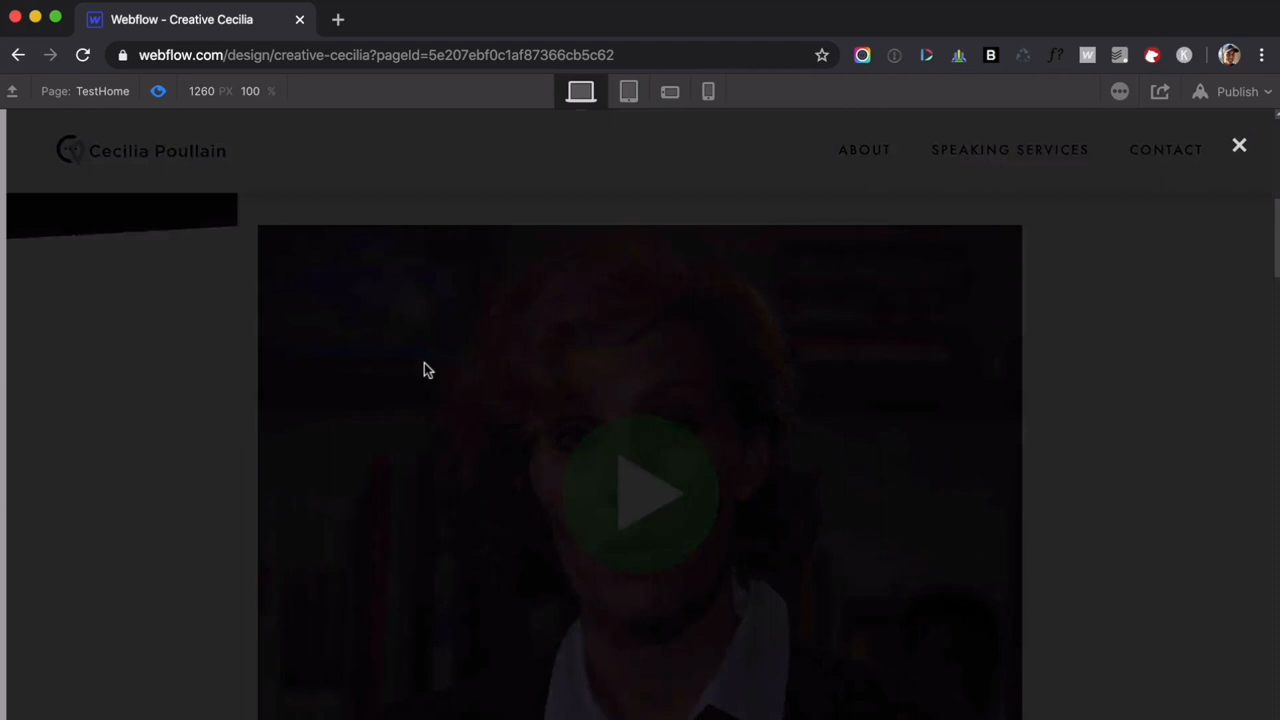 Webflow - Creative Cecilia
webflow.com/design/creative-cecilia?pageId=5e207ebf0c1af87366cb5c62
Page: TestHome 1260 PX 100 % Publish
Cecilia Poullain ABOUT SPEAKING SERVICES CONTACT